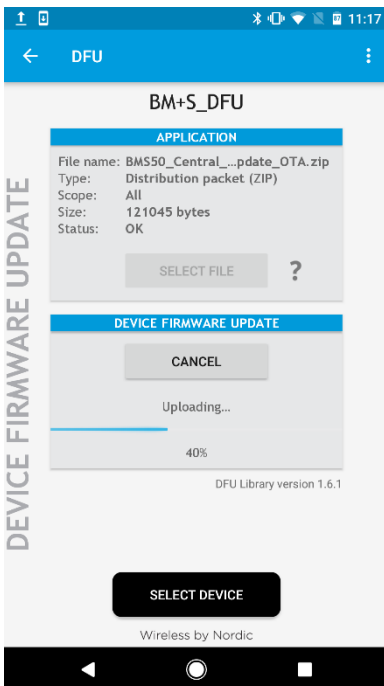 11:17
DFU
BM+S_DFU
APPLICATION
File name: BMS50_Central_...pdate_OTA.zip
Type: Distribution packet (ZIP)
Scope: All
Size: 121045 bytes
Status: OK
SELECT FILE ?
DEVICE FIRMWARE UPDATE
CANCEL
Uploading...
40%
DFU Library version 1.6.1
DEVICE FIRMWARE UPDATE
SELECT DEVICE
Wireless by Nordic